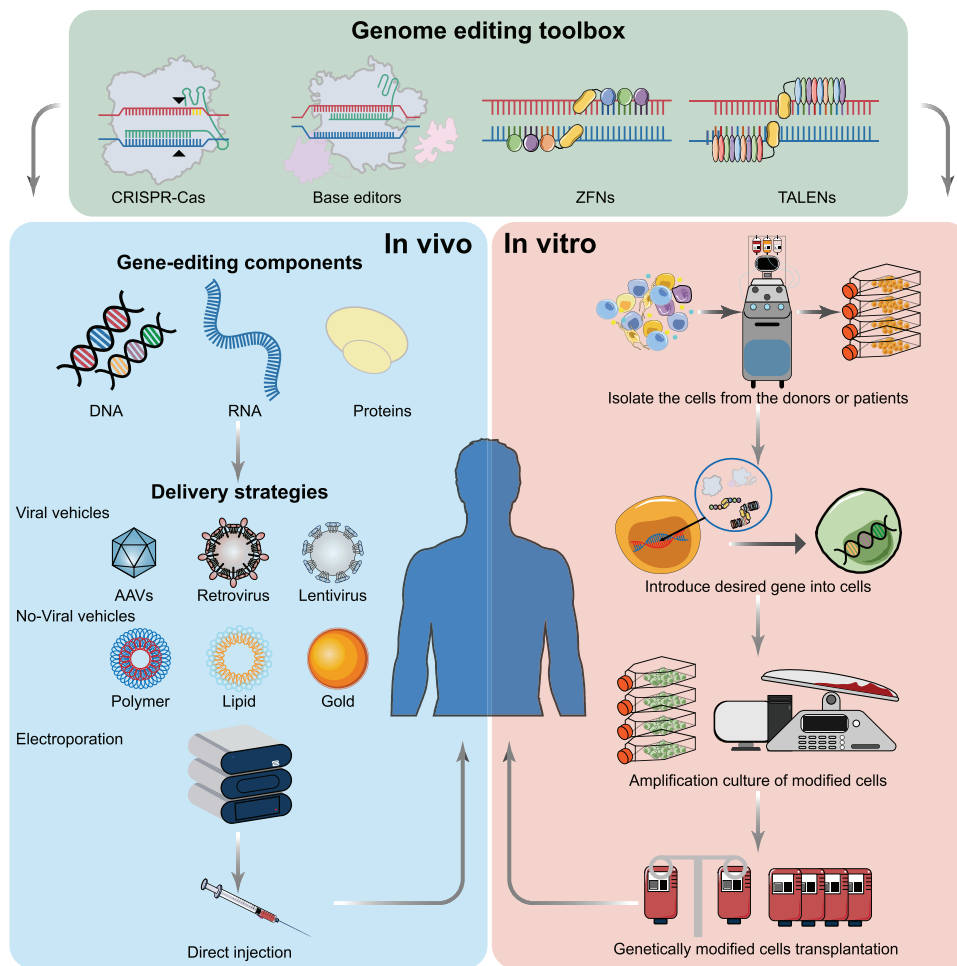 Genome editing toolbox
CRISPR-Cas
Base editors
ZFNs
TALENs
In vivo
Gene-editing components
DNA
RNA
Proteins
Delivery strategies
Viral vehicles
AAVs
Retrovirus
Lentivirus
No-Viral vehicles
Polymer
Lipid
Gold
Electroporation
Direct injection
In vitro
Isolate the cells from the donors or patients
Introduce desired gene into cells
Amplification culture of modified cells
Genetically modified cells transplantation